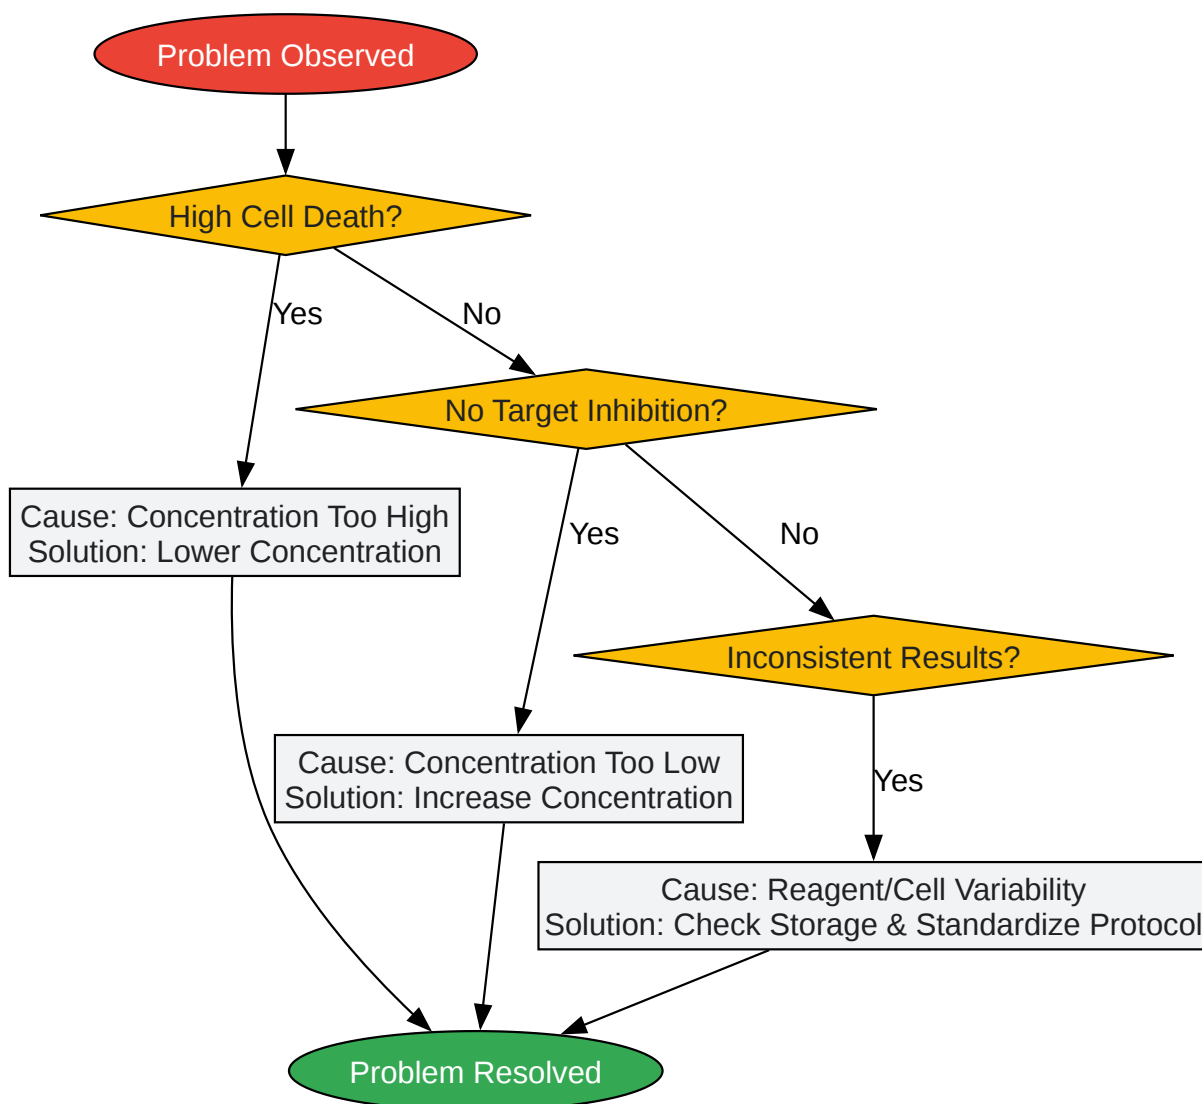 Problem Observed
High Cell Death?
Yes
No
No Target Inhibition?
Cause: Concentration Too High
Solution: Lower Concentration
Yes
No
Inconsistent Results?
Cause: Concentration Too Low
Solution: Increase Concentration
Yes
Cause: Reagent/Cell Variability
Solution: Check Storage & Standardize Protocol
Problem Resolved